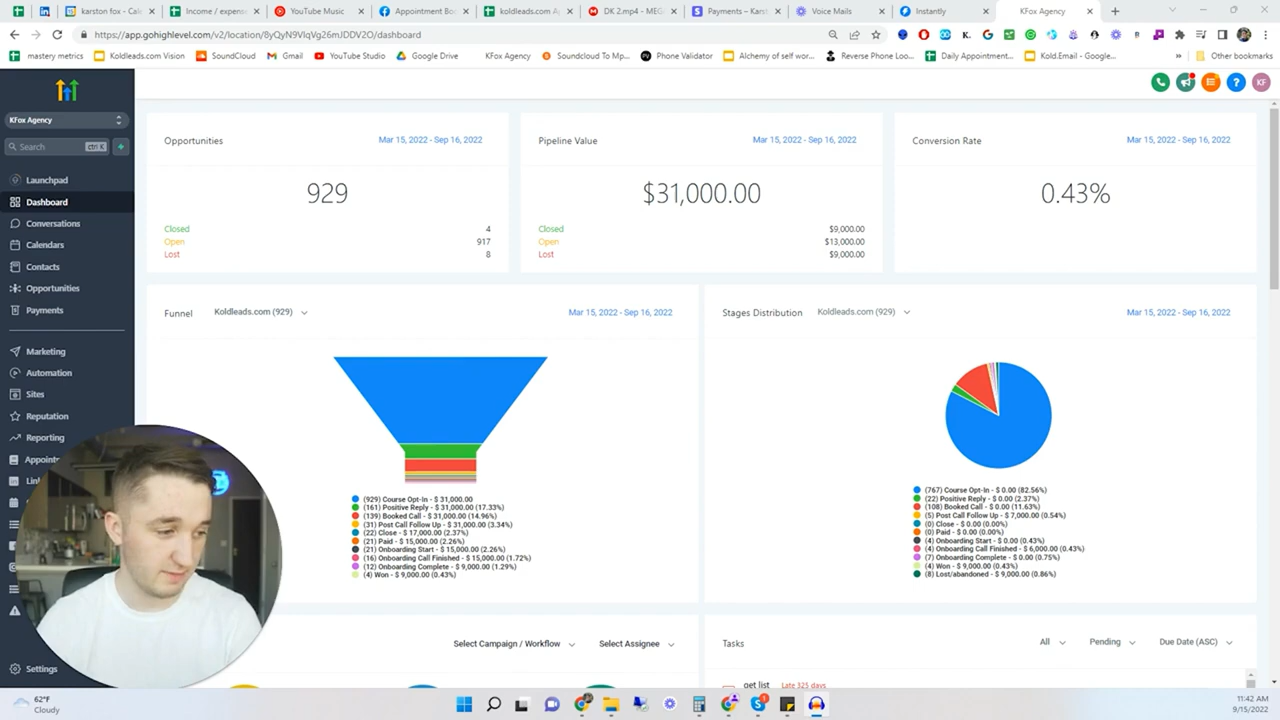 karston fox - Cale
Income / expens
YouTube Music
Appointment Boo
koldleads.com Ap
DK 2.mp4 - MEG
Payments – Karst
Voice Mails
Instantly
KFox Agency
https://app.gohighlevel.com/v2/location/8yQyN9VIqVg26mJDDV2O/dashboard
mastery metrics
Koldleads.com Vision
SoundCloud
Gmail
YouTube Studio
Google Drive
KFox Agency
Soundcloud To Mp...
Phone Validator
Alchemy of self wor...
Reverse Phone Loo...
Daily Appointment...
Kold.Email - Google...
Other bookmarks
KF
KFox Agency
Search
ctrl K
Launchpad
Dashboard
Conversations
Calendars
Contacts
Opportunities
Payments
Marketing
Automation
Sites
Reputation
Reporting
Settings
Opportunities
Mar 15, 2022 - Sep 16, 2022
929
Closed 4
Open 917
Lost 8
Pipeline Value
Mar 15, 2022 - Sep 16, 2022
$31,000.00
Closed $9,000.00
Open $13,000.00
Lost $9,000.00
Conversion Rate
Mar 15, 2022 - Sep 16, 2022
0.43%
Funnel
Koldleads.com (929)
Mar 15, 2022 - Sep 16, 2022
(929) Course Opt-In - $ 31,000.00
(161) Positive Reply - $ 31,000.00 (17.33%)
(139) Booked Call - $ 31,000.00 (14.96%)
(31) Post Call Follow Up - $ 31,000.00 (3.34%)
(22) Close - $ 17,000.00 (2.37%)
(21) Paid - $ 15,000.00 (2.26%)
(21) Onboarding Start - $ 15,000.00 (2.26%)
(16) Onboarding Call Finished - $ 15,000.00 (1.72%)
(12) Onboarding Complete - $ 9,000.00 (1.29%)
(4) Won - $ 9,000.00 (0.43%)
Stages Distribution
Koldleads.com (929)
Mar 15, 2022 - Sep 16, 2022
(767) Course Opt-In - $ 0.00 (82.56%)
(22) Positive Reply - $ 0.00 (2.37%)
(108) Booked Call - $ 0.00 (11.63%)
(5) Post Call Follow Up - $ 7,000.00 (0.54%)
(0) Close - $ 0.00 (0.00%)
(0) Paid - $ 0.00 (0.00%)
(4) Onboarding Start - $ 0.00 (0.43%)
(4) Onboarding Call Finished - $ 6,000.00 (0.43%)
(7) Onboarding Complete - $ 0.00 (0.75%)
(4) Won - $ 9,000.00 (0.43%)
(8) Lost/abandoned - $ 9,000.00 (0.86%)
Select Campaign / Workflow
Select Assignee
Tasks
All
Pending
Due Date (ASC)
get list
Late 325 days
62°F
Cloudy
11:42 AM
9/15/2022